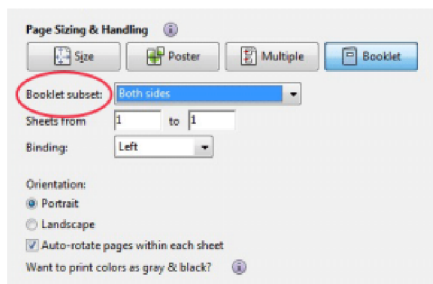 Page Sizing & Handling
Size Poster Multiple Booklet
Booklet subset: Both sides
Sheets from 1 to 1
Binding: Left
Orientation:
Portrait
Landscape
Auto-rotate pages within each sheet
Want to print colors as gray & black?